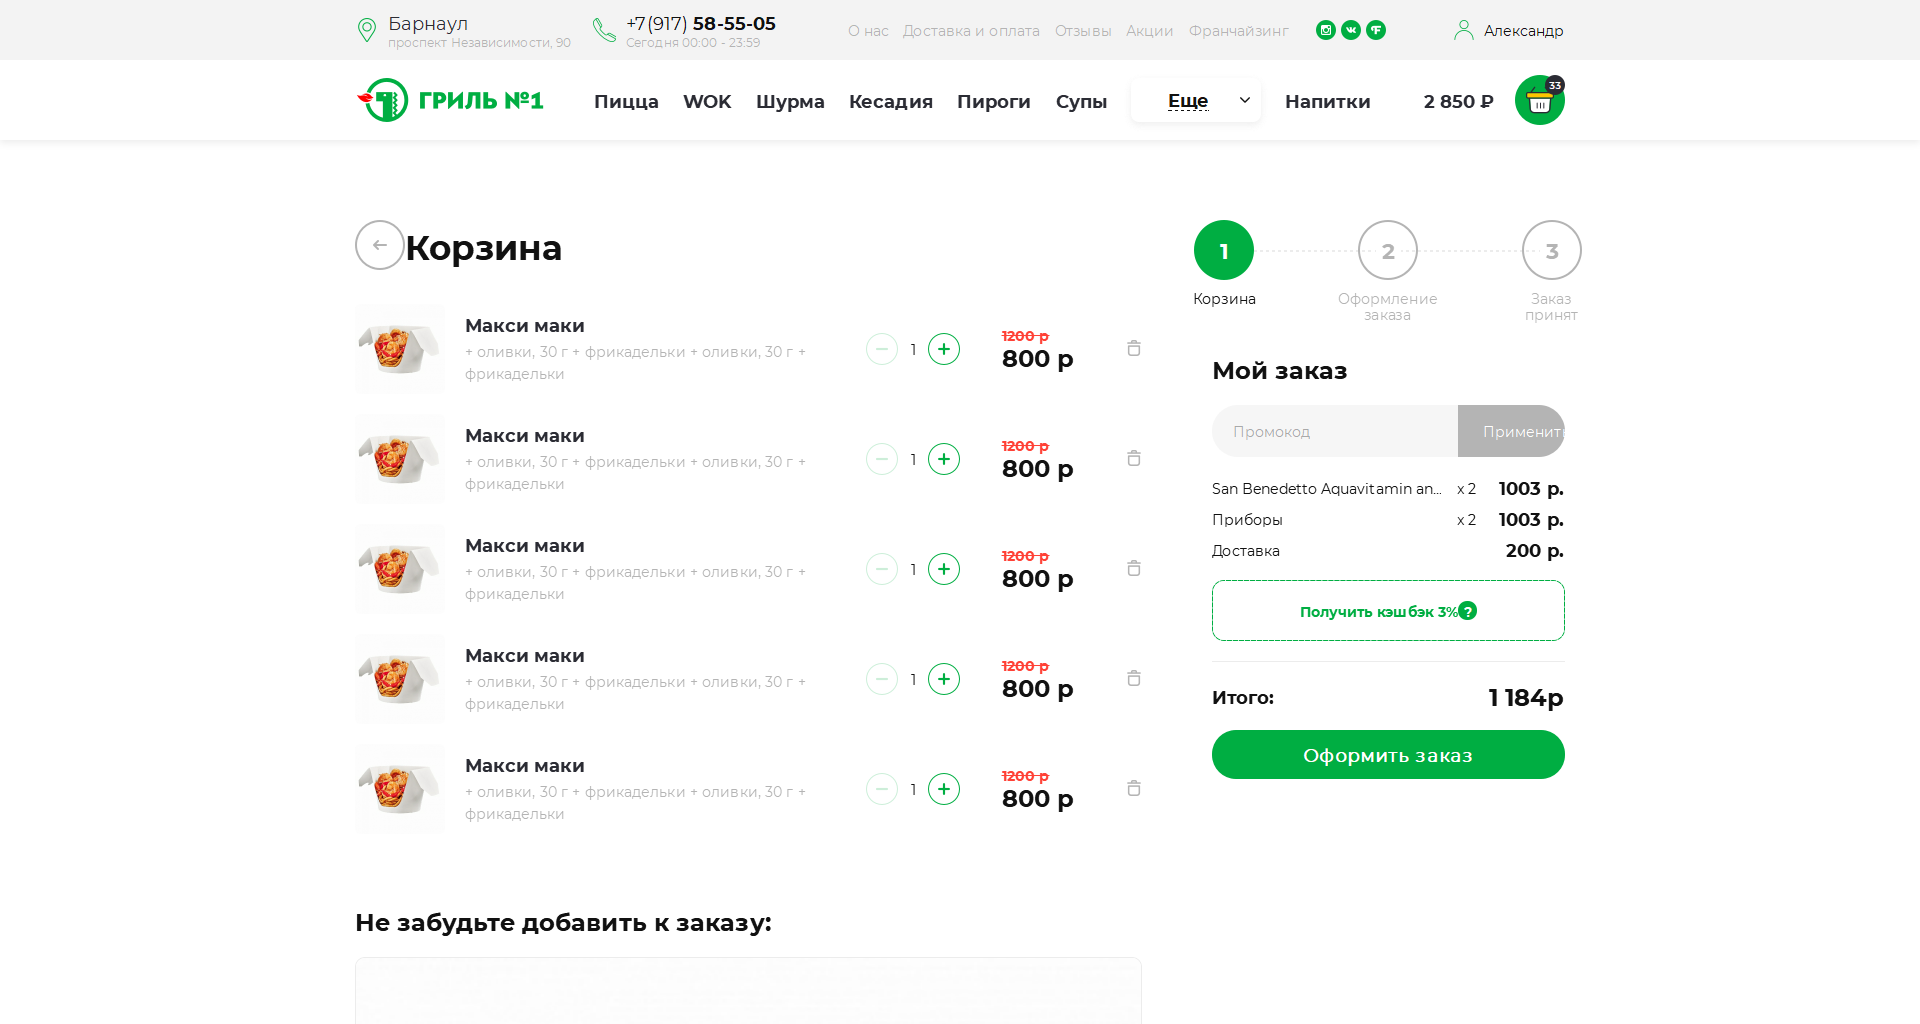 Барнаул
проспект Независимости, 90
+7(917) 58-55-05
Сегодня 00:00 - 23:59
О нас Доставка и оплата Отзывы Акции Франчайзинг
Александр
ГРИЛЬ №1
Пицца WOK Шурма Кесадия Пироги Супы Еще Напитки
2 850 ₽
33
Корзина
Макси маки
+ оливки, 30 г + фрикадельки + оливки, 30 г +
фрикадельки
1
1200 р
800 р
Макси маки
+ оливки, 30 г + фрикадельки + оливки, 30 г +
фрикадельки
1
1200 р
800 р
Макси маки
+ оливки, 30 г + фрикадельки + оливки, 30 г +
фрикадельки
1
1200 р
800 р
Макси маки
+ оливки, 30 г + фрикадельки + оливки, 30 г +
фрикадельки
1
1200 р
800 р
Макси маки
+ оливки, 30 г + фрикадельки + оливки, 30 г +
фрикадельки
1
1200 р
800 р
Не забудьте добавить к заказу:
1 2 3
Корзина
Оформление
заказа
Заказ
принят
Мой заказ
Промокод Применить
San Benedetto Aquavitamin an... x 2 1003 р.
Приборы x 2 1003 р.
Доставка 200 р.
Получить кэшбэк 3% ?
Итого: 1 184р
Оформить заказ